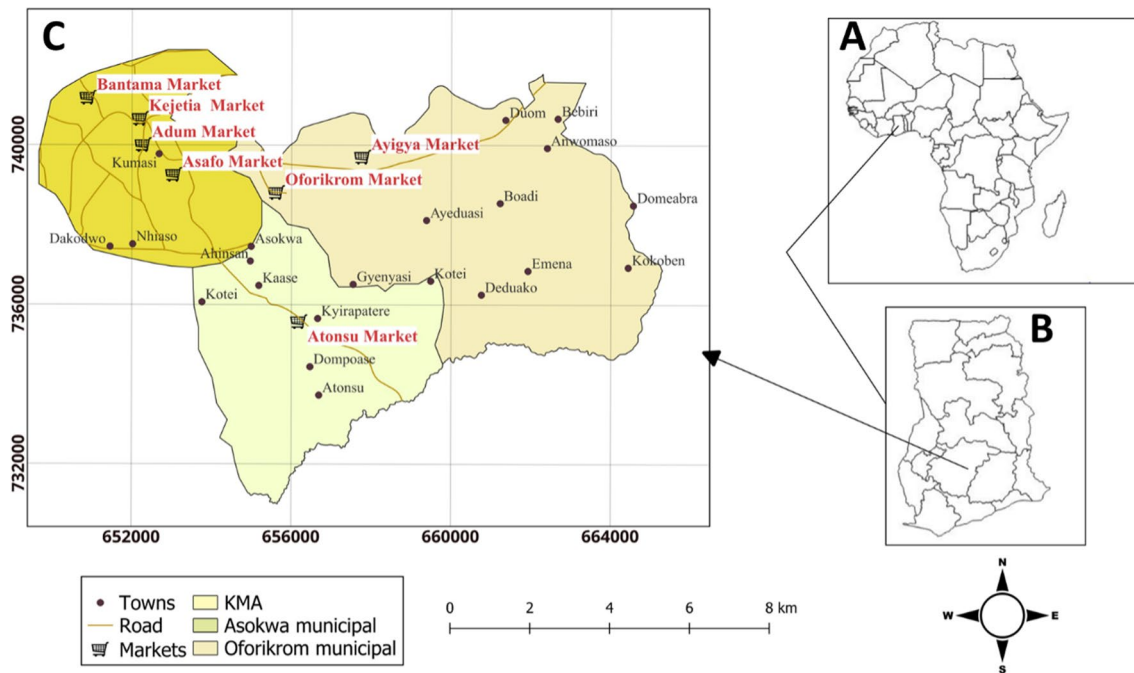 C
A
B
Bantama Market
Kejetia Market
Adum Market
Kumasi
Asafo Market
Ayigya Market
Oforikrom Market
Duom
Bebiri
Anwomaso
Boadi
Domeabra
Ayeduasi
Dakodwo
Nhiaso
Asokwa
Ahinsan
Kaase
Kotei
Gyenyasi
Kotei
Emena
Kokoben
Deduako
Kyirapatere
Atonsu Market
Dompoase
Atonsu
740000
736000
732000
652000
656000
660000
664000
Towns
Road
Markets
KMA
Asokwa municipal
Oforikrom municipal
0 2 4 6 8 km
N
W
E
S